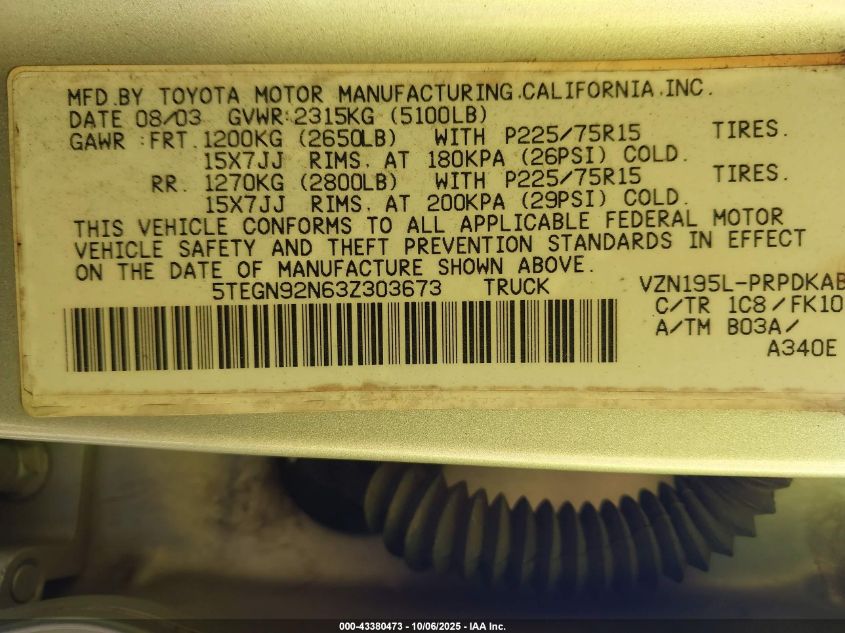 MFD.BY TOYOTA MOTOR MANUFACTURING.CALIFORNIA.INC.
DATE 08/03 GVWR:2315KG (5100LB)
GAWR :FRT. 1200KG (2650LB) WITH P225/75R15 TIRES.
15X7JJ RIMS. AT 180KPA (26PSI) COLD.
RR. 1270KG (2800LB) WITH P225/75R15 TIRES.
15X7JJ RIMS. AT 200KPA (29PSI) COLD.
THIS VEHICLE CONFORMS TO ALL APPLICABLE FEDERAL MOTOR
VEHICLE SAFETY AND THEFT PREVENTION STANDARDS IN EFFECT
ON THE DATE OF MANUFACTURE SHOWN ABOVE.
5TEGN92N63Z303673 TRUCK VZN195L-PRPDKAB
C/TR 1C8/FK10
A/TM B03A/
A340E
000-43380473 - 10/06/2025 - IAA Inc.